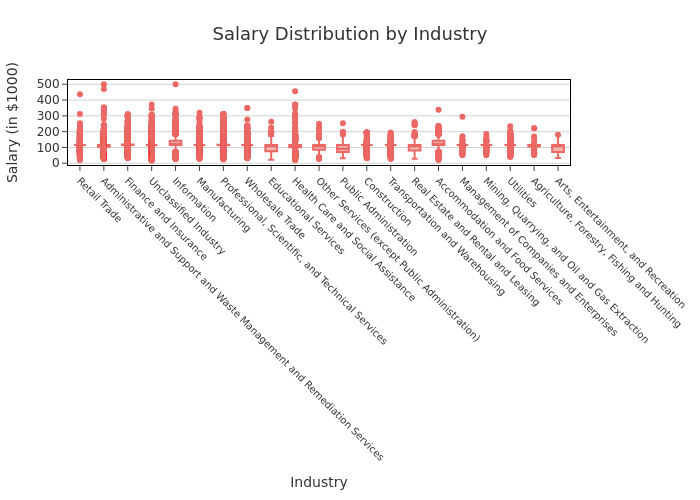 Salary Distribution by Industry
Salary (in $1000)
500
400
300
200
100
0
Retail Trade
Administrative and Support and Waste Management and Remediation Services
Finance and Insurance
Unclassified Industry
Information
Manufacturing
Professional, Scientific, and Technical Services
Wholesale Trade
Educational Services
Health Care and Social Assistance
Other Services (except Public Administration)
Public Administration
Construction
Transportation and Warehousing
Real Estate and Rental and Leasing
Accommodation and Food Services
Management of Companies and Enterprises
Mining, Quarrying, and Oil and Gas Extraction
Utilities
Agriculture, Forestry, Fishing and Hunting
Arts, Entertainment, and Recreation
Industry